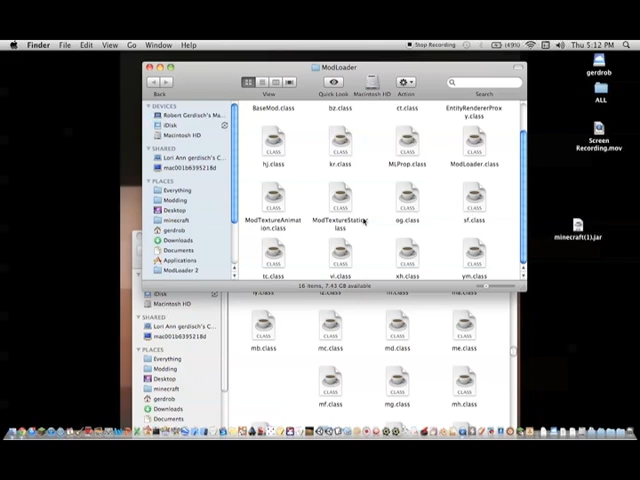 Finder File Edit View Go Window Help
Stop Recording (49%) Thu 5:12 PM
ModLoader
Back View Quick Look Macintosh HD Action Search
DEVICES
Robert Gerdisch's Ma...
iDisk
Macintosh HD
SHARED
Lori Ann gerdisch's C...
mac001b6395218d
PLACES
Everything
Modding
Desktop
minecraft
gerdrob
Downloads
Documents
Applications
ModLoader 2
BaseMod.class bz.class ct.class EntityRendererProxy.class
hj.class kr.class MLProp.class ModLoader.class
ModTextureAnimation.class ModTextureStatic.class og.class sf.class
tc.class vl.class xh.class ym.class
16 items, 7.43 GB available
iDisk
Macintosh HD
SHARED
Lori Ann gerdisch's C...
mac001b6395218d
PLACES
Everything
Modding
Desktop
minecraft
gerdrob
Downloads
Documents
mb.class mc.class md.class me.class
mf.class mg.class mh.class
gerdrob
ALL
Screen Recording.mov
minecraft(1).jar